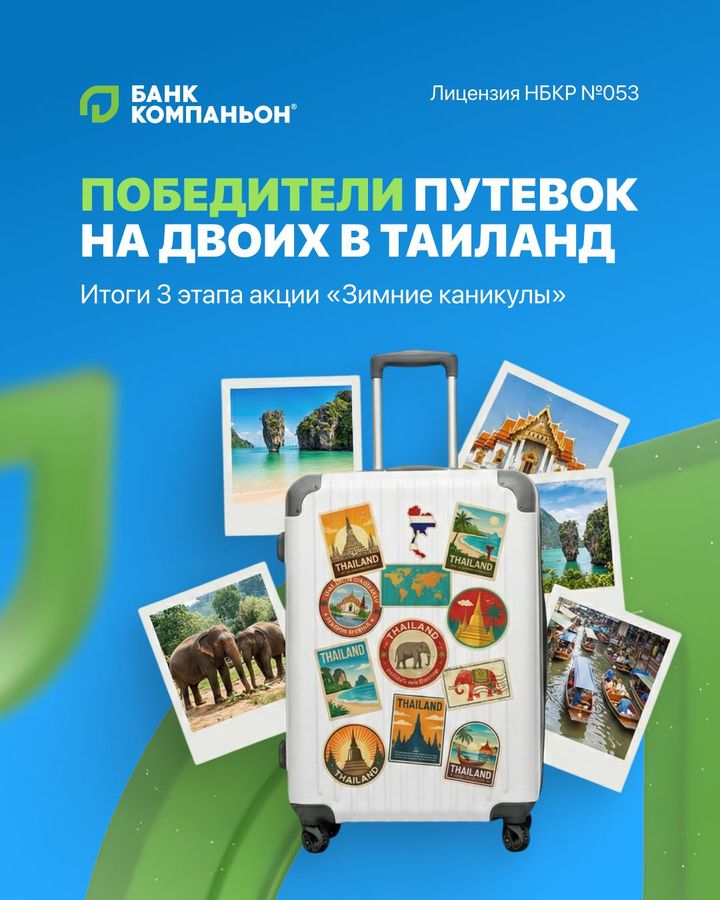 БАНК
КОМПАНЬОН®
Лицензия НБКР №053
ПОБЕДИТЕЛИ ПУТЕВОК
НА ДВОИХ В ТАИЛАНД
Итоги 3 этапа акции «Зимние каникулы»
THAILAND
THAILAND
THAILAND
THAILAND
THAILAND
THAILAND
THAILAND